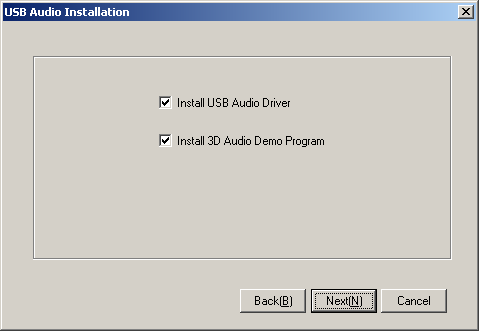 USB Audio Installation
Install USB Audio Driver
Install 3D Audio Demo Program
Back(B) Next(N) Cancel